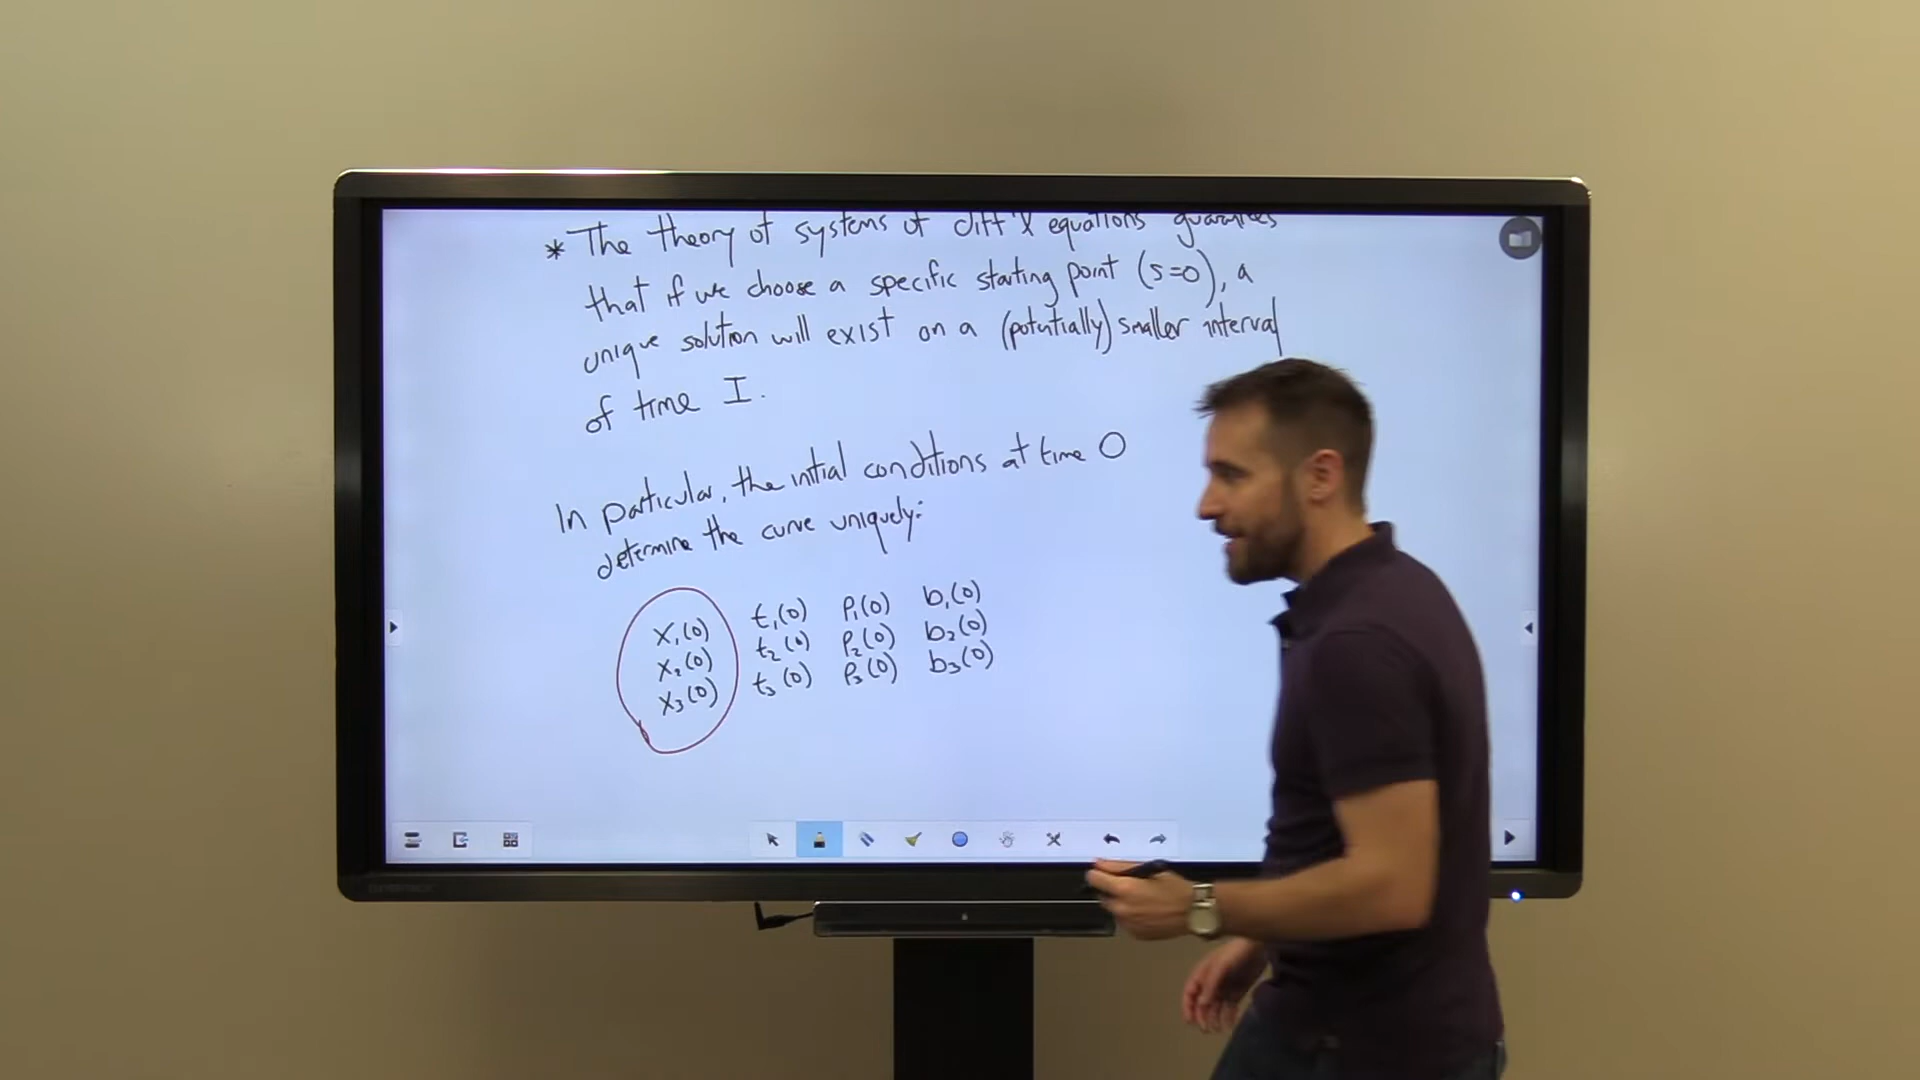 * The theory of systems of diff'l equations guarantees
that if we choose a specific starting point (s=0), a
unique solution will exist on a (potentially) smaller interval
of time I.
In particular, the initial conditions at time 0
determine the curve uniquely:
x₁(0) t₁(0) p₁(0) b₁(0)
x₂(0) t₂(0) p₂(0) b₂(0)
x₃(0) t₃(0) p₃(0) b₃(0)